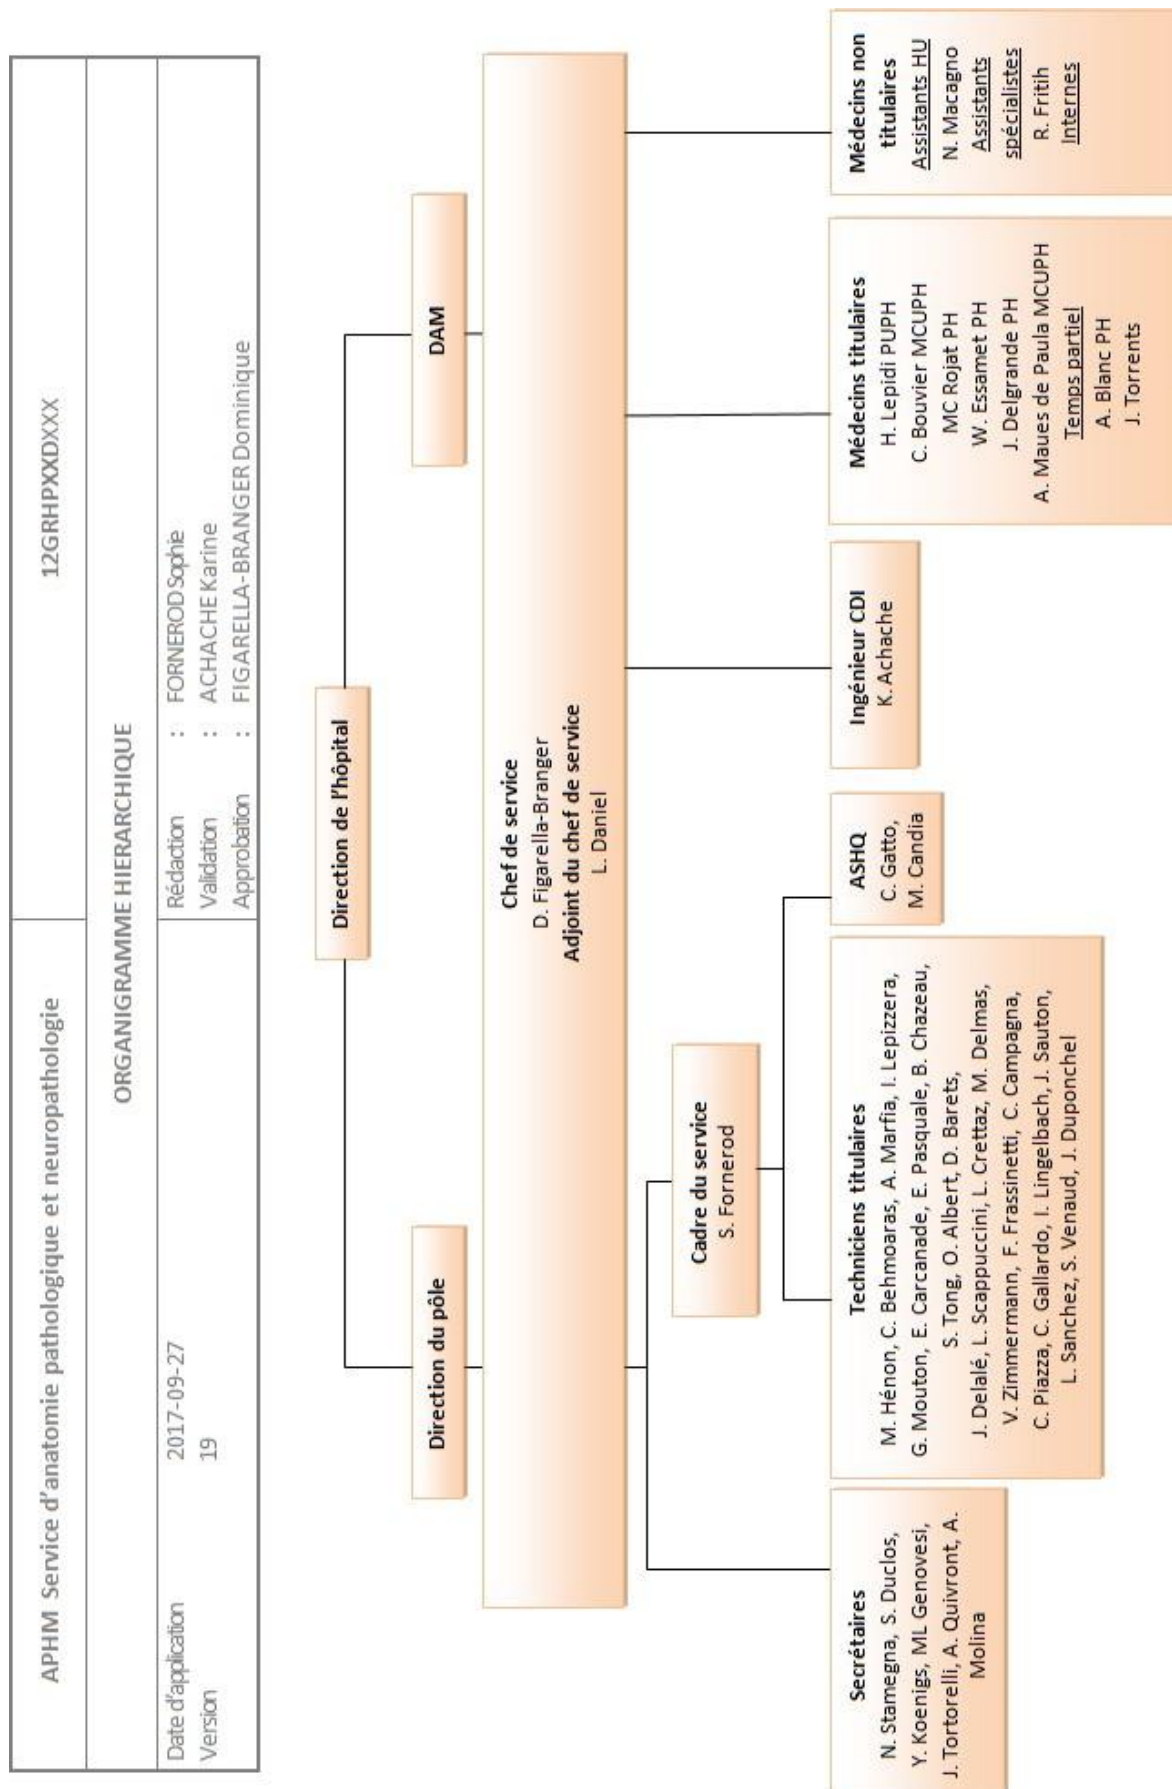 APHM Service d'anatomie pathologique et neuropathologie
12GRHPXXDXXX
ORGANIGRAMME HIERARCHIQUE
Date d'application
2017-09-27
Version
19
Rédaction : FORNEROD Sophie
Validation : ACHACHE Karine
Approbation : FIGARELLA-BRANGER Dominique
Direction de l'hôpital
Direction du pôle
DAM
Chef de service
D. Figarella-Branger
Adjoint du chef de service
L. Daniel
Cadre du service
S. Fornerod
Secrétaires
N. Stamegna, S. Duclos,
Y. Koenigs, ML Genovesi,
J. Tortorelli, A. Quivront, A.
Molina
Techniciens titulaires
M. Hénon, C. Behmoaras, A. Marfia, I. Lepizzera,
G. Mouton, E. Carcanade, E. Pasquale, B. Chazeau,
S. Tong, O. Albert, D. Barets,
J. Delalé, L. Scappuccini, L. Crettaz, M. Delmas,
V. Zimmermann, F. Frassinetti, C. Campagna,
C. Piazza, C. Gallardo, I. Lingelbach, J. Sauton,
L. Sanchez, S. Venaud, J. Duponchel
ASHQ
C. Gatto,
M. Candia
Ingénieur CDI
K. Achache
Médecins titulaires
H. Lepidi PUPH
C. Bouvier MCUPH
MC Rojat PH
W. Essamet PH
J. Delgrande PH
A. Maues de Paula MCUPH
Temps partiel
A. Blanc PH
J. Torrents
Médecins non
titulaires
Assistants HU
N. Macagno
Assistants
spécialistes
R. Fritih
Internes